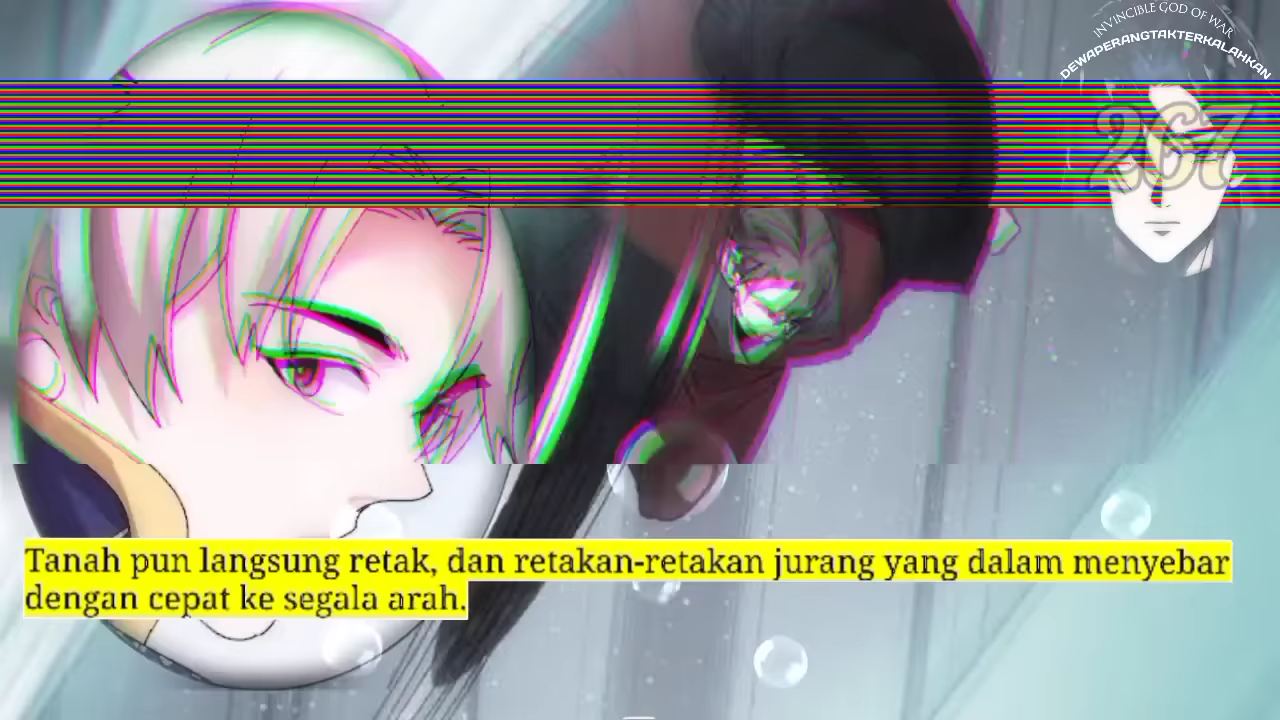 INVINCIBLE GOD OF WAR
DEWAPERANGTAKTERKALAHKAN
267
Tanah pun langsung retak, dan retakan-retakan jurang yang dalam menyebar
dengan cepat ke segala arah.